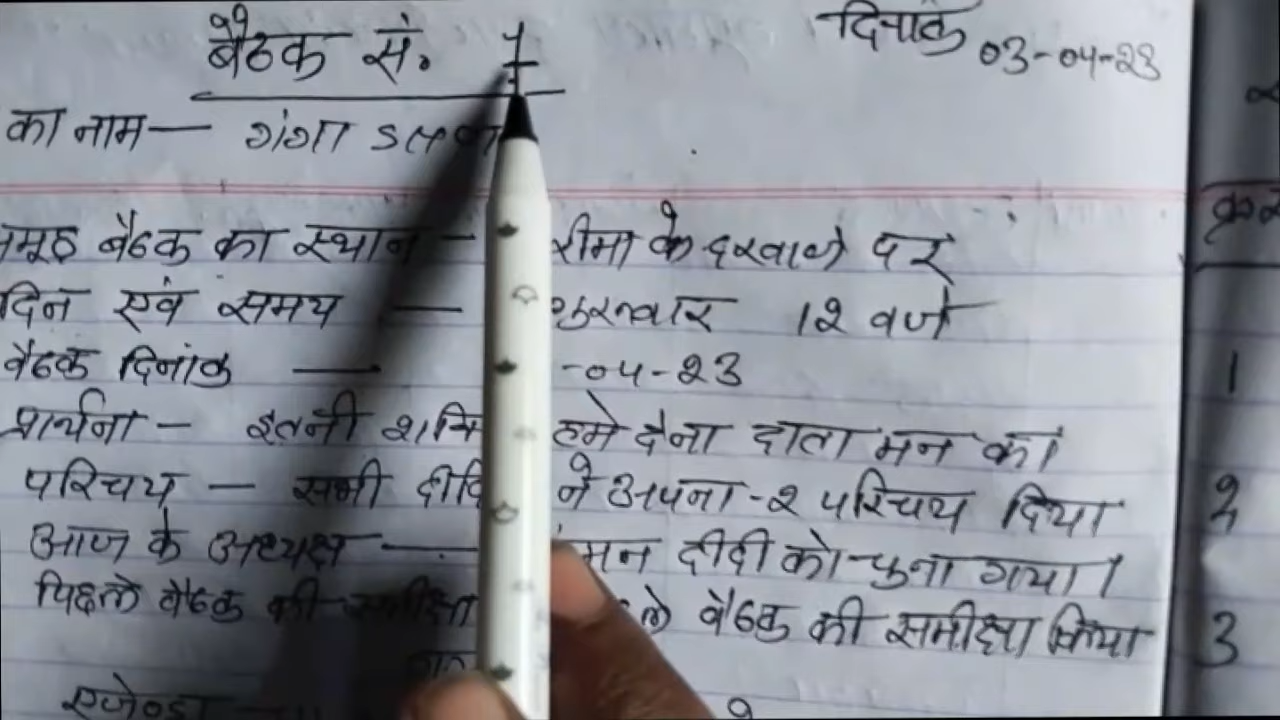 बैठक सं. 1
दिनांक 03-04-23
का नाम —
समूह बैठक का स्थान — सीमा के दरवाजे पर
दिन एवं समय — गुरूवार 12 वजे
बैठक दिनांक — -04-23
प्रार्थना — इतनी शक्ति हमे देना दाता मन का
परिचय — सभी दीदि ने अपना-2 परिचय दिया
आज के अध्यक्ष — मन दीदी को चुना गया।
पिछले बैठक की समीक्षा ले बैठक की समीक्षा किया
एजेण्डा —
क्र
1
2
3